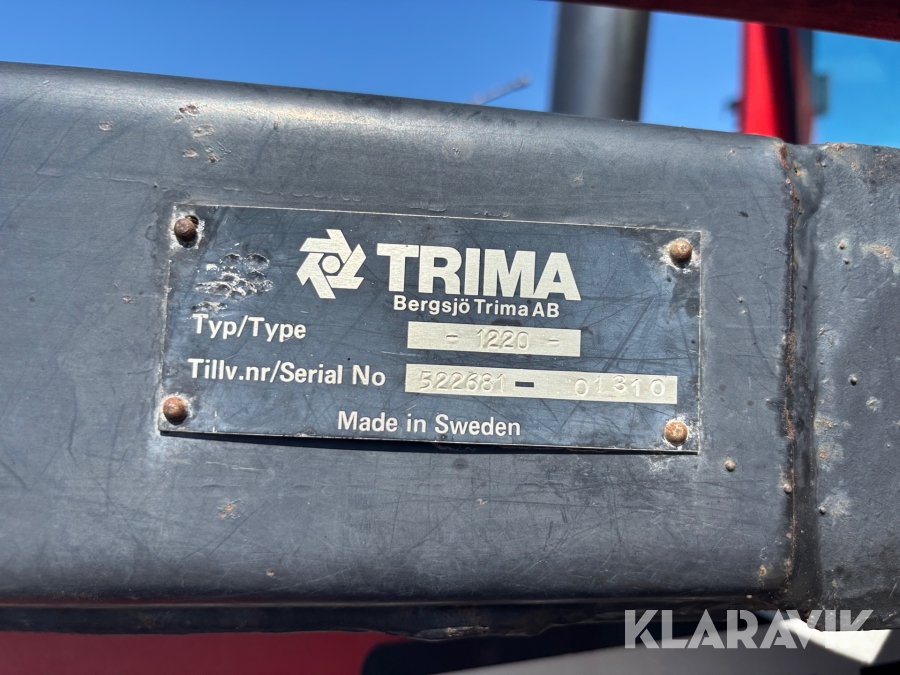 TRIMA
Bergsjö Trima AB
Typ/Type - 1220 -
Tillv.nr/Serial No 522681- 01310
Made in Sweden
KLARAVIK